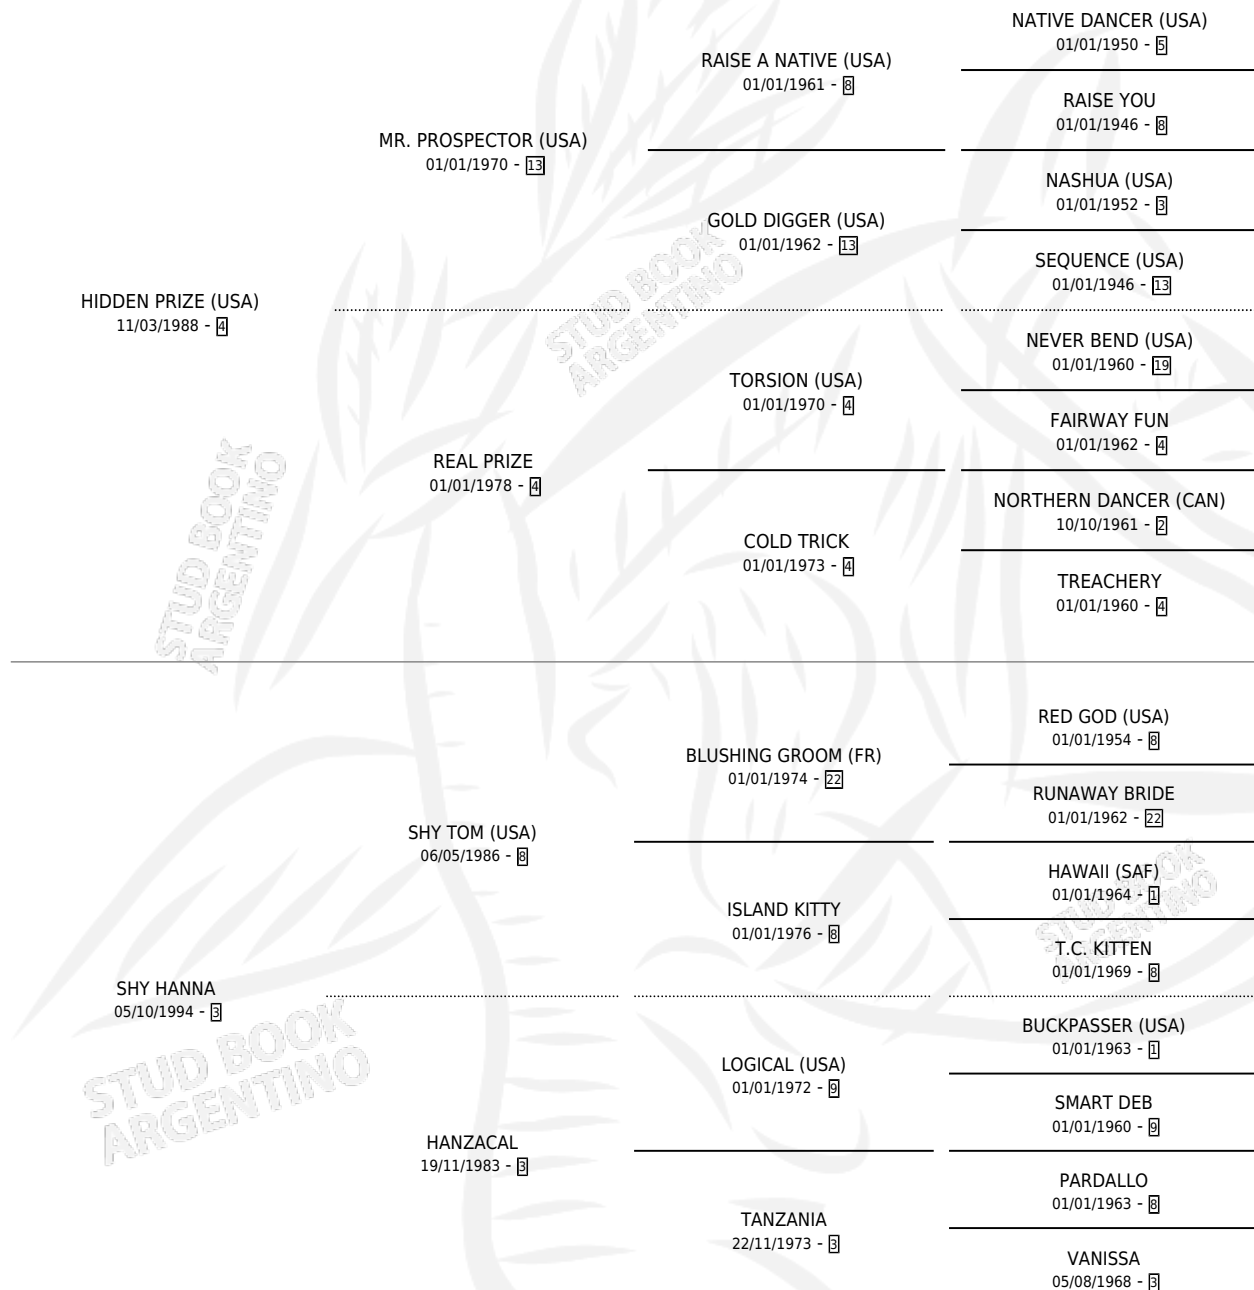 NATIVE DANCER (USA)
01/01/1950 - 5
RAISE A NATIVE (USA)
01/01/1961 - 8
RAISE YOU
01/01/1946 - 8
MR. PROSPECTOR (USA)
01/01/1970 - 13
NASHUA (USA)
01/01/1952 - 3
GOLD DIGGER (USA)
01/01/1962 - 13
SEQUENCE (USA)
01/01/1946 - 13
HIDDEN PRIZE (USA)
11/03/1988 - 4
NEVER BEND (USA)
01/01/1960 - 19
TORSION (USA)
01/01/1970 - 4
FAIRWAY FUN
01/01/1962 - 4
REAL PRIZE
01/01/1978 - 4
NORTHERN DANCER (CAN)
10/10/1961 - 2
COLD TRICK
01/01/1973 - 4
TREACHERY
01/01/1960 - 4
RED GOD (USA)
01/01/1954 - 8
BLUSHING GROOM (FR)
01/01/1974 - 22
RUNAWAY BRIDE
01/01/1962 - 22
SHY TOM (USA)
06/05/1986 - 8
HAWAII (SAF)
01/01/1964 - 1
ISLAND KITTY
01/01/1976 - 8
T.C. KITTEN
01/01/1969 - 8
SHY HANNA
05/10/1994 - 3
BUCKPASSER (USA)
01/01/1963 - 1
LOGICAL (USA)
01/01/1972 - 9
SMART DEB
01/01/1960 - 9
HANZACAL
19/11/1983 - 3
PARDALLO
01/01/1963 - 8
TANZANIA
22/11/1973 - 3
VANISSA
05/08/1968 - 3
STUD BOOK
ARGENTINO
STUD BOOK
ARGENTINO
STUD BOOK
ARGENTINO
STUD BOOK
ARGENTINO